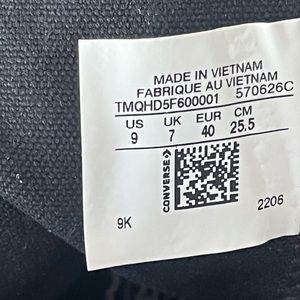 MADE IN VIETNAM
FABRIQUE AU VIETNAM
TMQHD5F600001 570626C
US UK EUR CM
9 7 40 25.5
CONVERSE
9K 2206